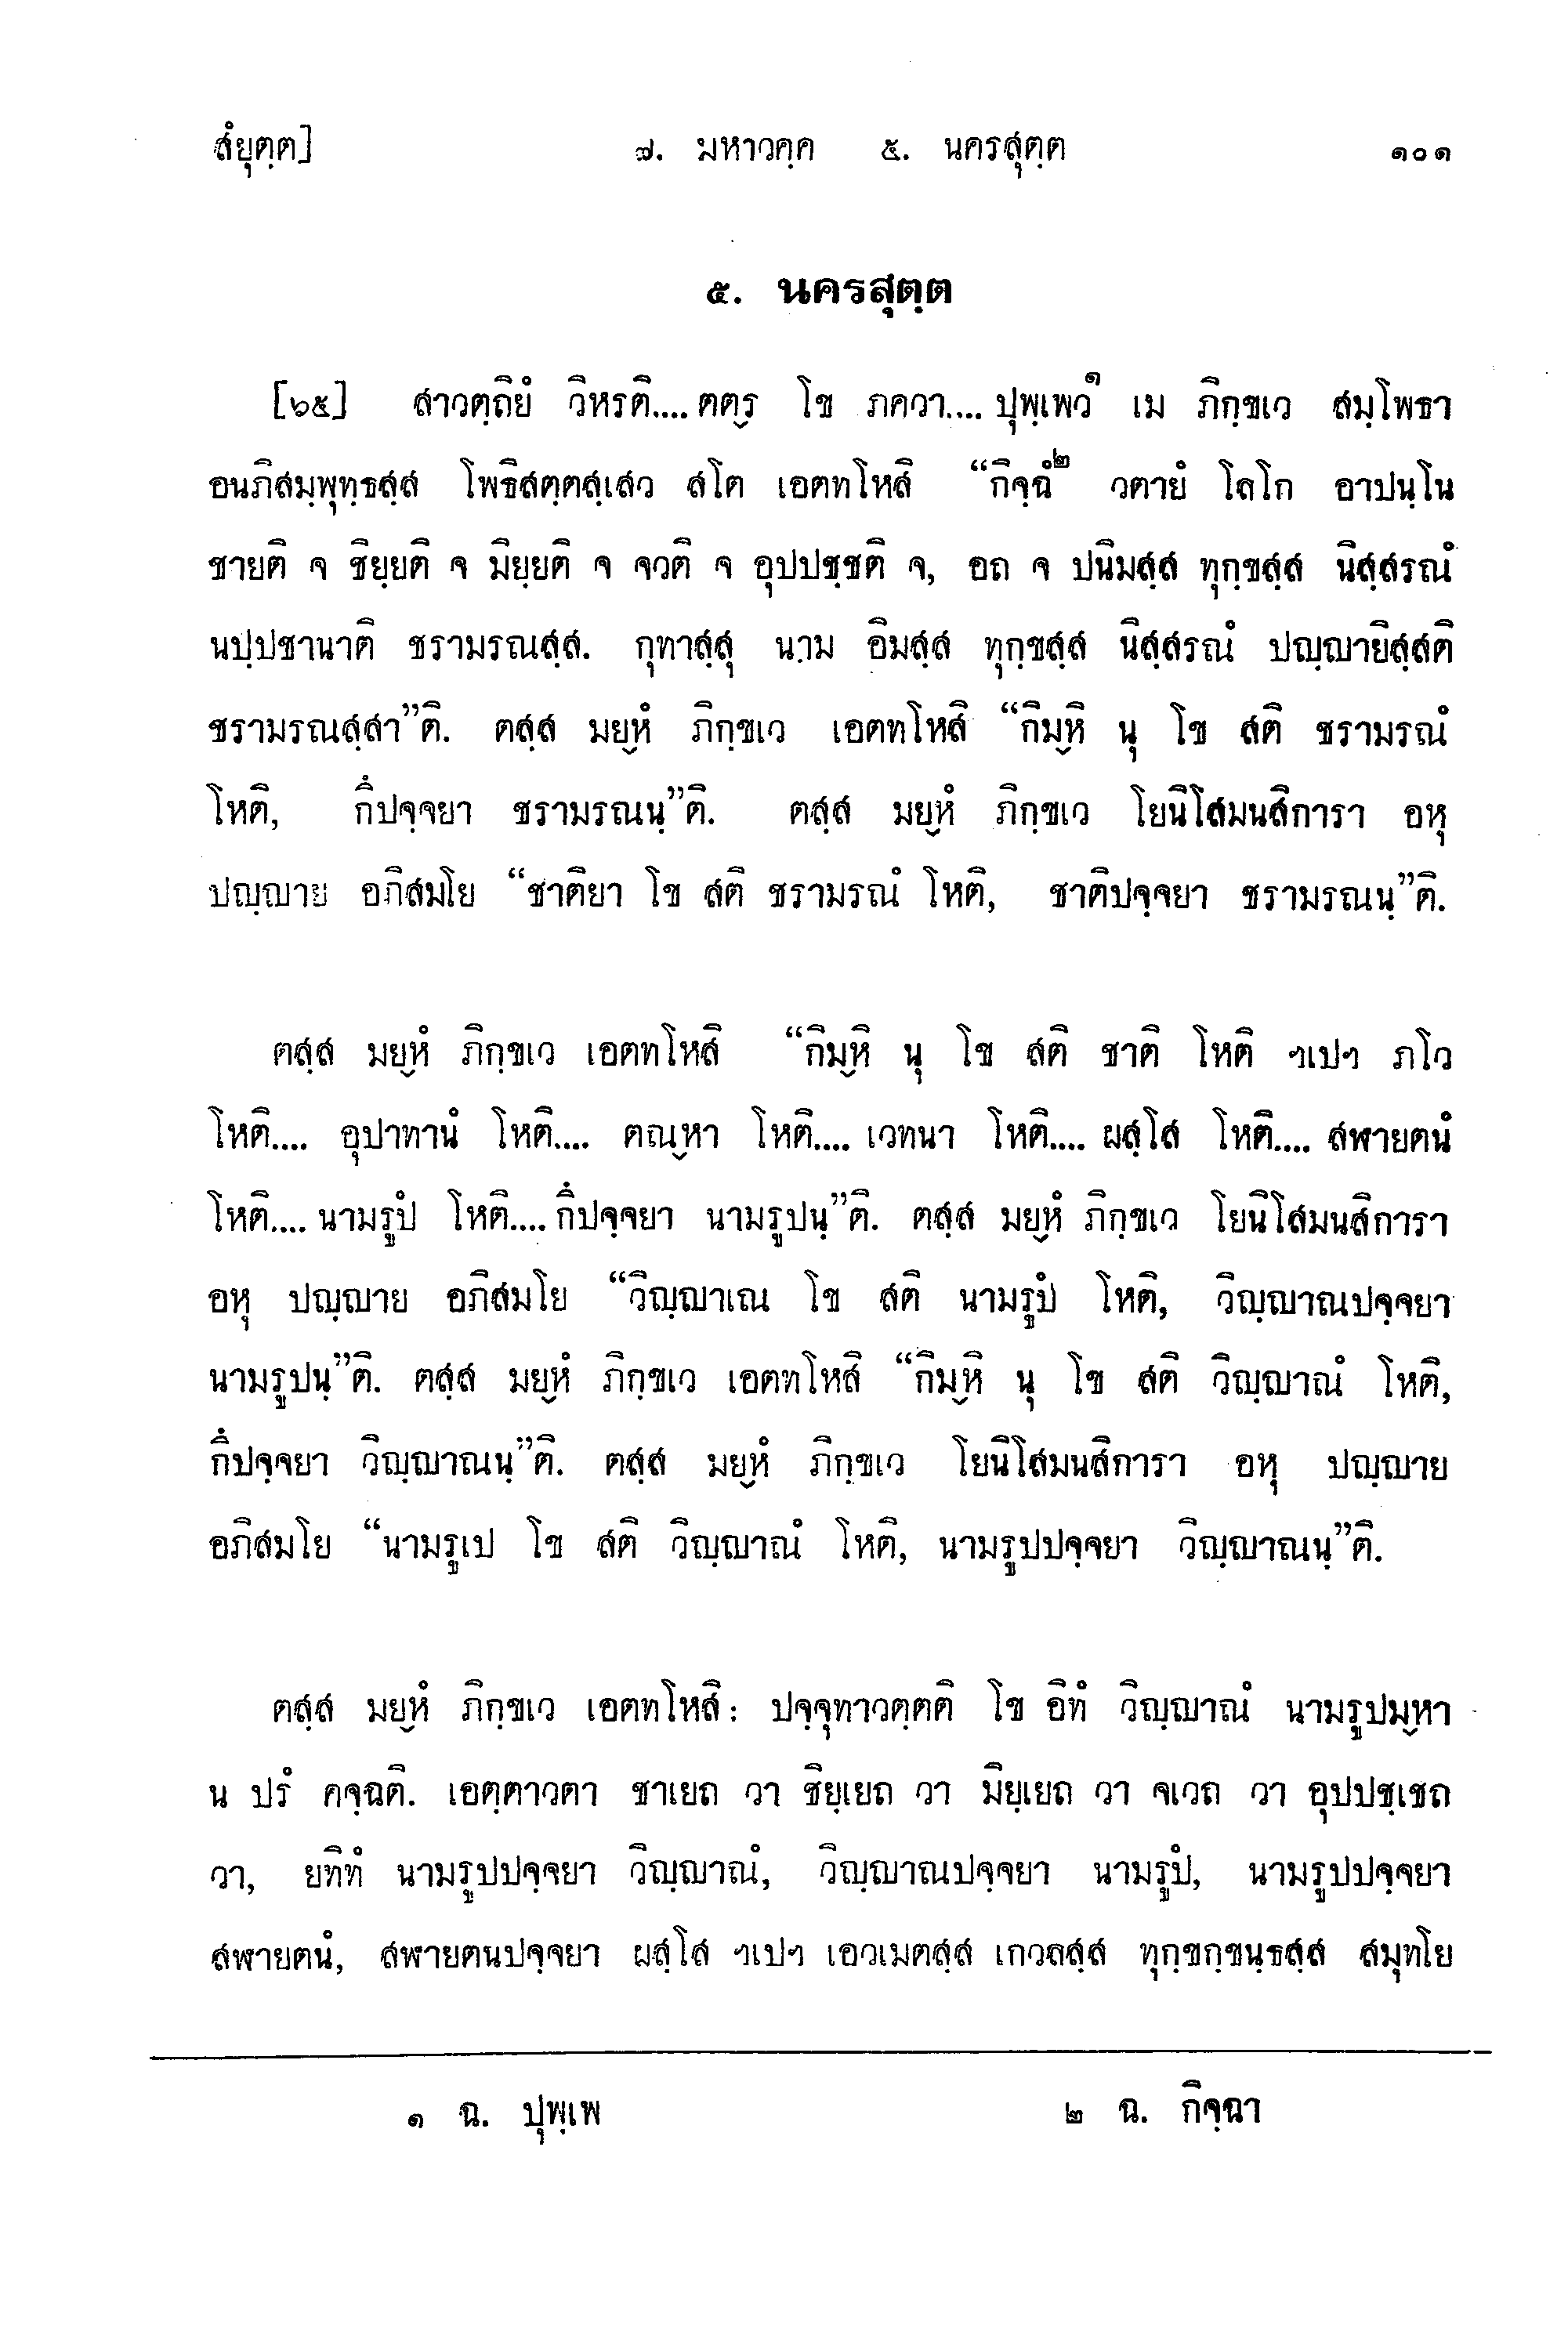 สํยุตฺต] ๗. มหาวคฺค ๕. นครสุตฺต ๑๐๑
๕. นครสุตฺต
[๖๕] สาวตฺถิยํ วิหรติ.... ตตฺร โข ภควา.... ปุพฺเพว๑ เม ภิกฺขเว สมฺโพธา
อนภิสมฺพุทฺธสฺส โพธิสตฺตสฺเสว สโต เอตทโหสิ “กิจฺฉํ๒ วตายํ โลโก อาปนฺโน
ชายติ จ ชิยฺยติ จ มิยฺยติ จ จวติ จ อุปปชฺชติ จ, อถ จ ปนิมสฺส ทุกฺขสฺส นิสฺสรณํ
นปฺปชานาติ ชรามรณสฺส. กุทาสฺสุ นาม อิมสฺส ทุกฺขสฺส นิสฺสรณํ ปญฺญายิสฺสติ
ชรามรณสฺสา”ติ. ตสฺส มยฺหํ ภิกฺขเว เอตทโหสิ “กิมฺหิ นุ โข สติ ชรามรณํ
โหติ, กิํปจฺจยา ชรามรณนฺ”ติ. ตสฺส มยฺหํ ภิกฺขเว โยนิโสมนสิการา อหุ
ปญฺญาย อภิสมโย “ชาติยา โข สติ ชรามรณํ โหติ, ชาติปจฺจยา ชรามรณนฺ”ติ.
ตสฺส มยฺหํ ภิกฺขเว เอตทโหสิ “กิมฺหิ นุ โข สติ ชาติ โหติ ฯเปฯ ภโว
โหติ.... อุปาทานํ โหติ.... ตณฺหา โหติ.... เวทนา โหติ.... ผสฺโส โหติ.... สฬายตนํ
โหติ.... นามรูปํ โหติ.... กิํปจฺจยา นามรูปนฺ”ติ. ตสฺส มยฺหํ ภิกฺขเว โยนิโสมนสิการา
อหุ ปญฺญาย อภิสมโย “วิญฺญาเณ โข สติ นามรูปํ โหติ, วิญฺญาณปจฺจยา
นามรูปนฺ”ติ. ตสฺส มยฺหํ ภิกฺขเว เอตทโหสิ “กิมฺหิ นุ โข สติ วิญฺญาณํ โหติ,
กิํปจฺจยา วิญฺญาณนฺ”ติ. ตสฺส มยฺหํ ภิกฺขเว โยนิโสมนสิการา อหุ ปญฺญาย
อภิสมโย “นามรูเป โข สติ วิญฺญาณํ โหติ, นามรูปปจฺจยา วิญฺญาณนฺ”ติ.
ตสฺส มยฺหํ ภิกฺขเว เอตทโหสิ: ปจฺจุทาวตฺตติ โข อิทํ วิญฺญาณํ นามรูปมฺหา
น ปรํ คจฺฉติ. เอตฺตาวตา ชาเยถ วา ชิยฺเยถ วา มิยฺเยถ วา จเวถ วา อุปปชฺเชถ
วา, ยทิทํ นามรูปปจฺจยา วิญฺญาณํ, วิญฺญาณปจฺจยา นามรูปํ, นามรูปปจฺจยา
สฬายตนํ, สฬายตนปจฺจยา ผสฺโส ฯเปฯ เอวเมตสฺส เกวลสฺส ทุกฺขกฺขนฺธสฺส สมุทโย
๑ ฉ. ปุพฺเพ ๒ ฉ. กิจฺฉา